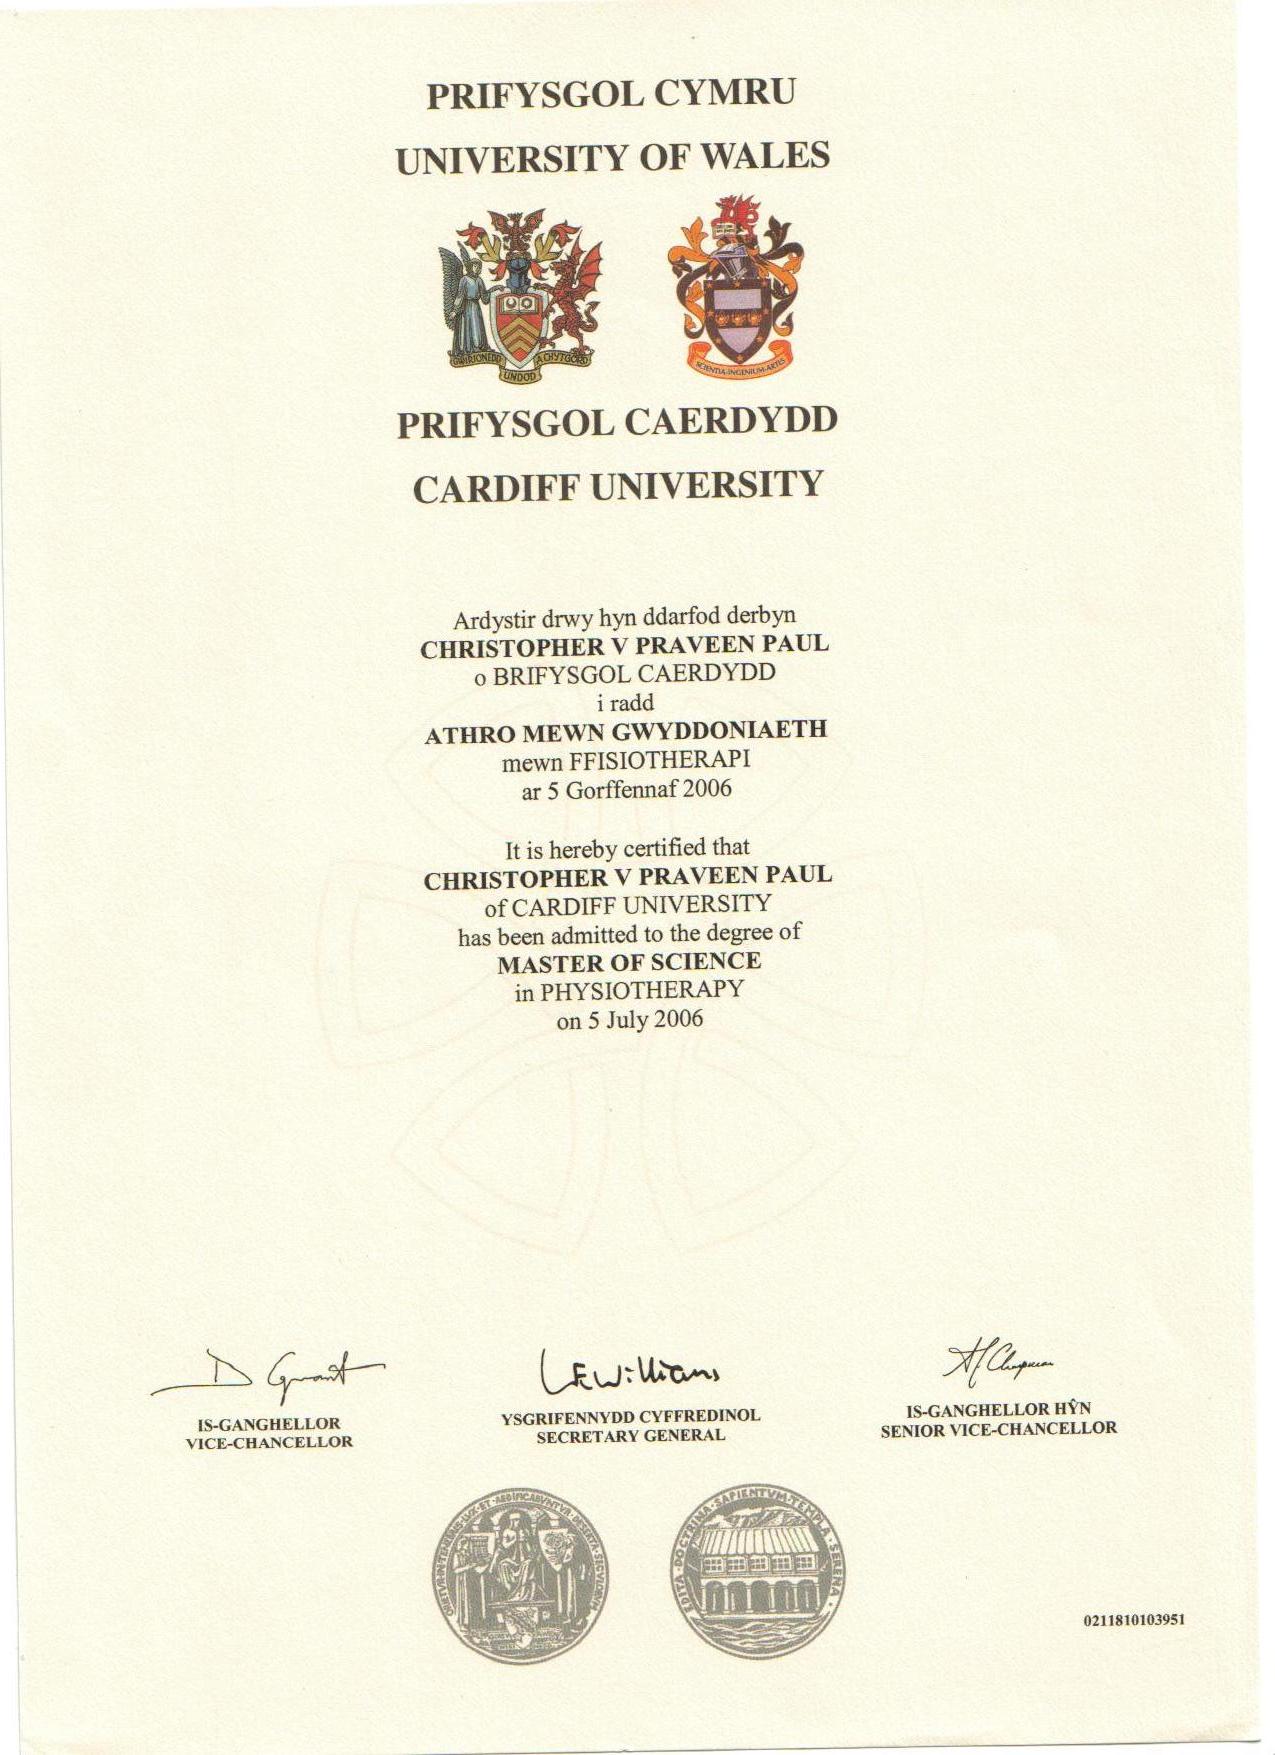 PRIFYSGOL CYMRU
UNIVERSITY OF WALES
GWIRIONEDD UNDOD A CHYTGORD
SCIENTIA·INGENIUM·ARTES
PRIFYSGOL CAERDYDD
CARDIFF UNIVERSITY
Ardystir drwy hyn ddarfod derbyn
CHRISTOPHER V PRAVEEN PAUL
o BRIFYSGOL CAERDYDD
i radd
ATHRO MEWN GWYDDONIAETH
mewn FFISIOTHERAPI
ar 5 Gorffennaf 2006
It is hereby certified that
CHRISTOPHER V PRAVEEN PAUL
of CARDIFF UNIVERSITY
has been admitted to the degree of
MASTER OF SCIENCE
in PHYSIOTHERAPY
on 5 July 2006
D Grant
LEWilliams
IS-GANGHELLOR
VICE-CHANCELLOR
YSGRIFENNYDD CYFFREDINOL
SECRETARY GENERAL
IS-GANGHELLOR HŶN
SENIOR VICE-CHANCELLOR
EDITA·DOCTRINA·SAPIENTVM·TEMPLA·SERENA·
0211810103951